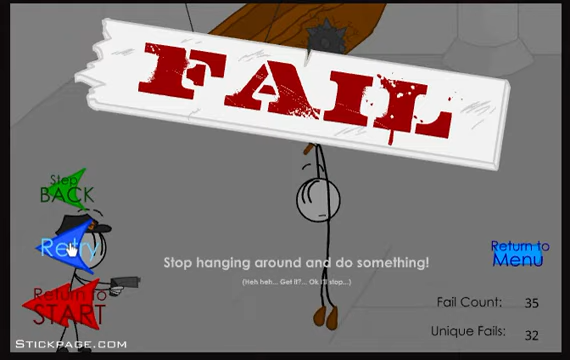 FAIL
Step
BACK
Retry
Return to
START
Stop hanging around and do something!
(Heh heh... Get it?... Ok I'll stop...)
Return to
Menu
Fail Count: 35
Unique Fails: 32
STICKPAGE.COM